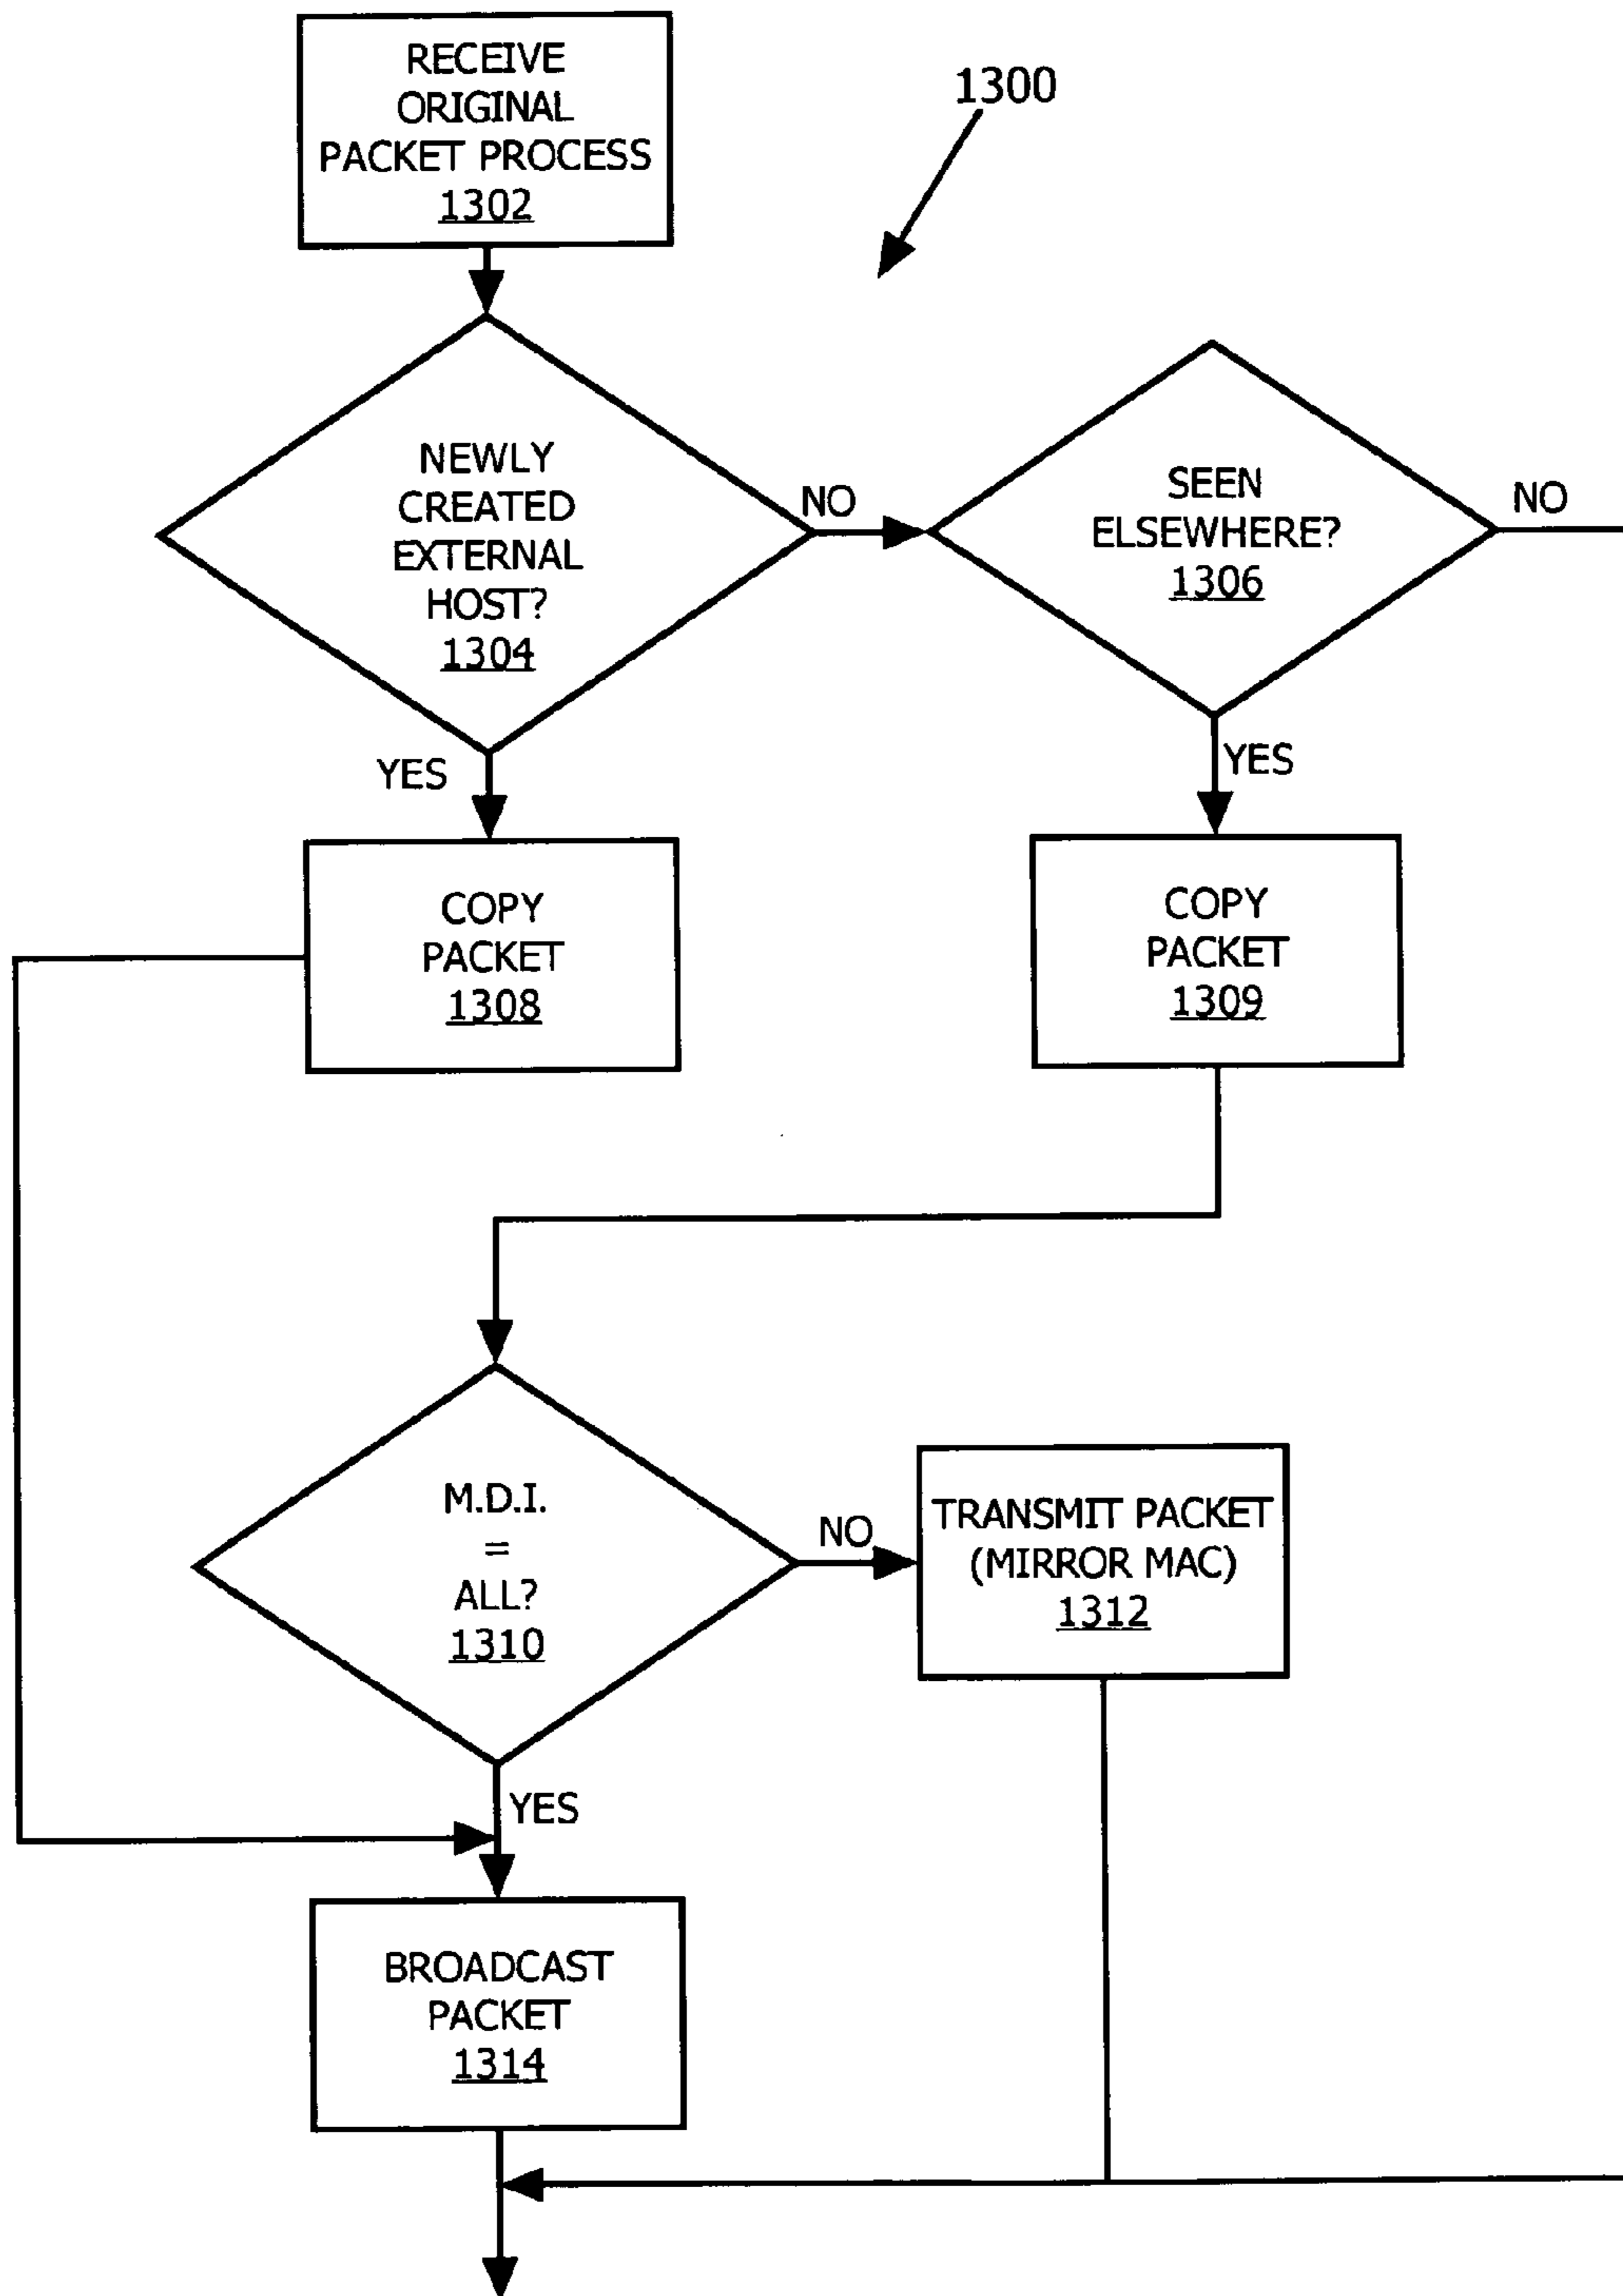 RECEIVE
ORIGINAL
PACKET PROCESS
1302
1300
NEWLY
CREATED
EXTERNAL
HOST?
1304
NO
SEEN
ELSEWHERE?
1306
NO
YES
YES
COPY
PACKET
1308
COPY
PACKET
1309
M.D.I.
=
ALL?
1310
NO
TRANSMIT PACKET
(MIRROR MAC)
1312
YES
BROADCAST
PACKET
1314